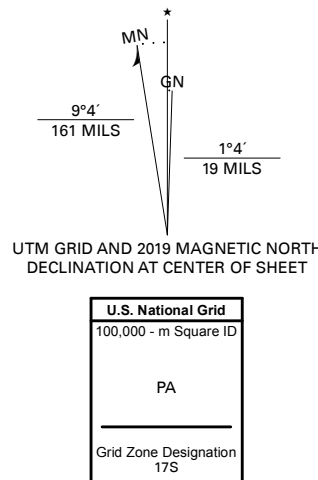 ★
MN
GN
9°4´
161 MILS
1°4´
19 MILS
UTM GRID AND 2019 MAGNETIC NORTH
DECLINATION AT CENTER OF SHEET
U.S. National Grid
100,000 - m Square ID
PA
Grid Zone Designation
17S